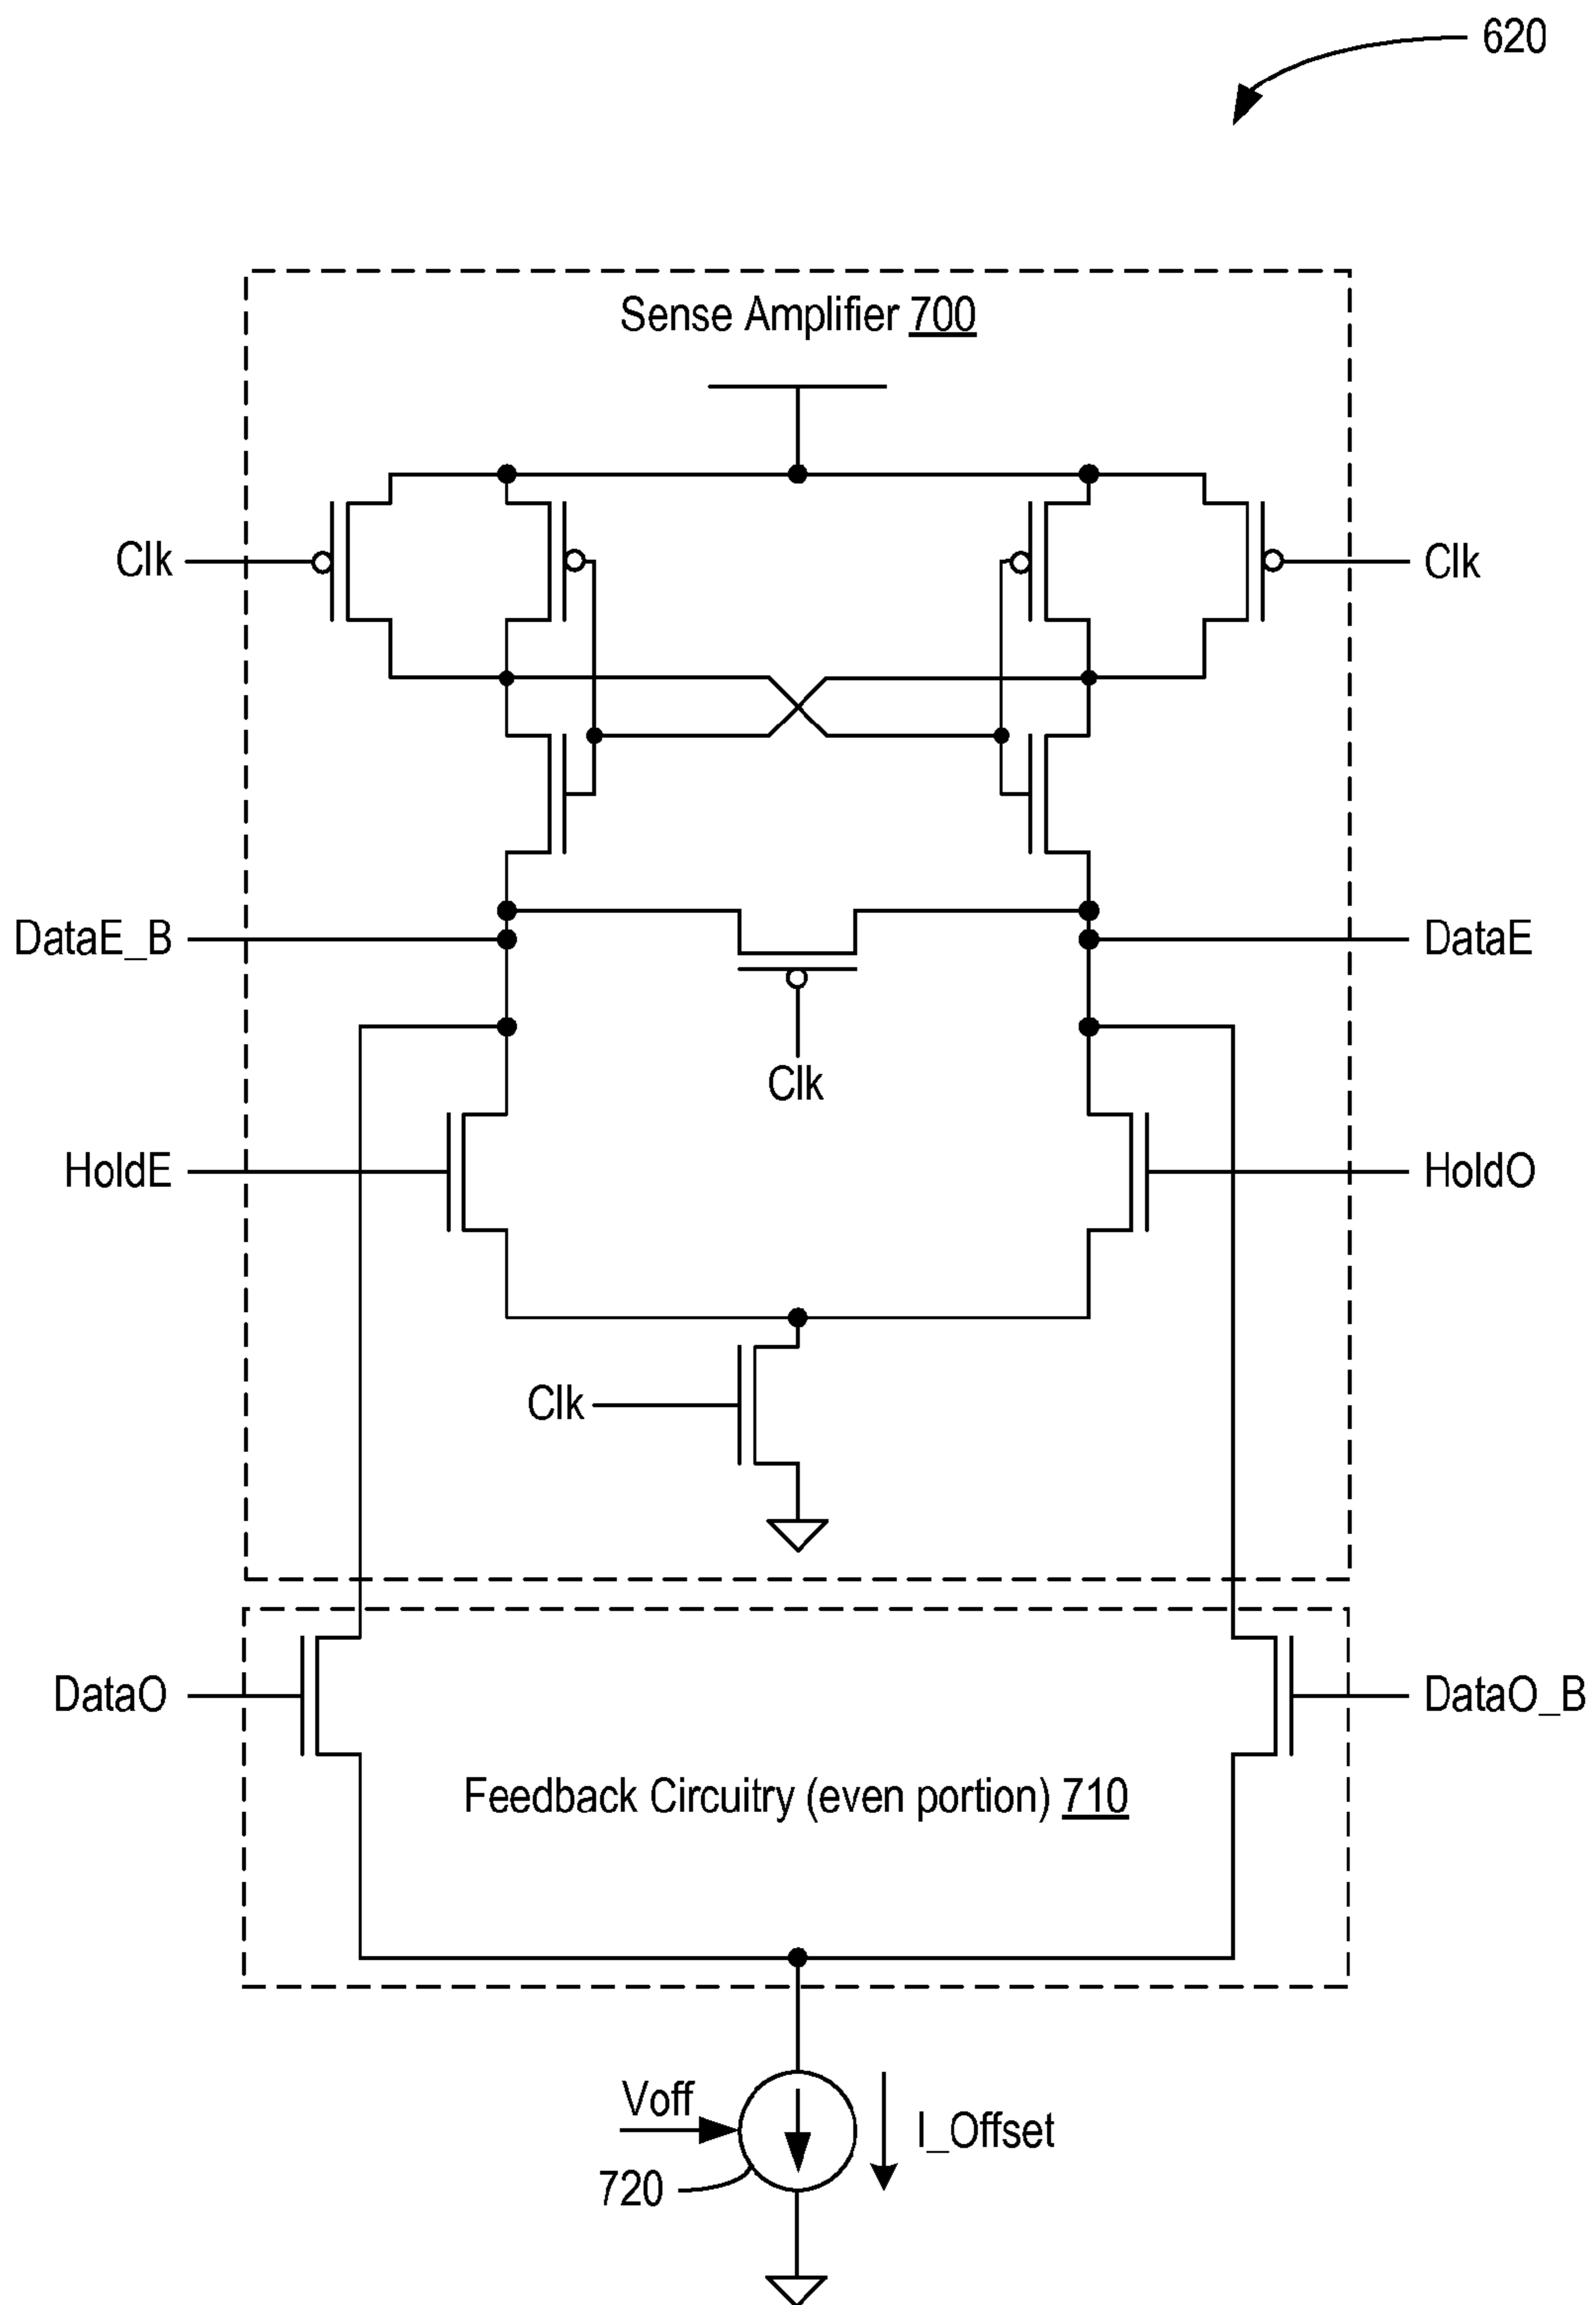 620
Sense Amplifier 700
Clk
Clk
DataE_B
DataE
Clk
HoldE
HoldO
Clk
DataO
DataO_B
Feedback Circuitry (even portion) 710
Voff
I_Offset
720